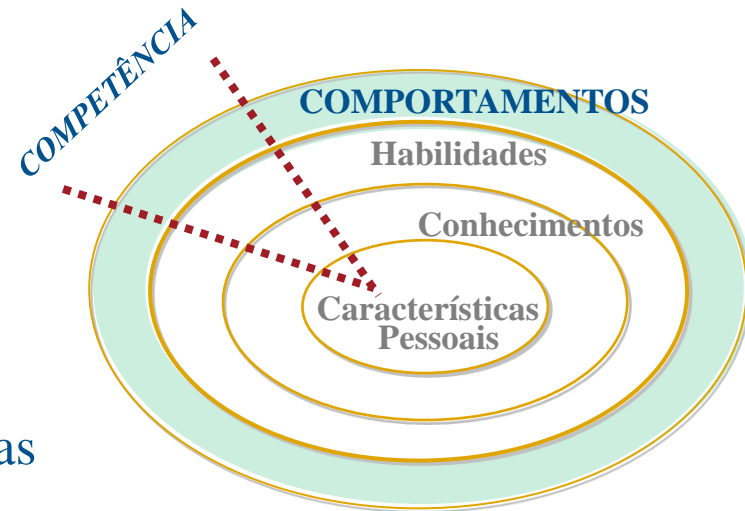 COMPETÊNCIA
COMPORTAMENTOS
Habilidades
Conhecimentos
Características
Pessoais
as